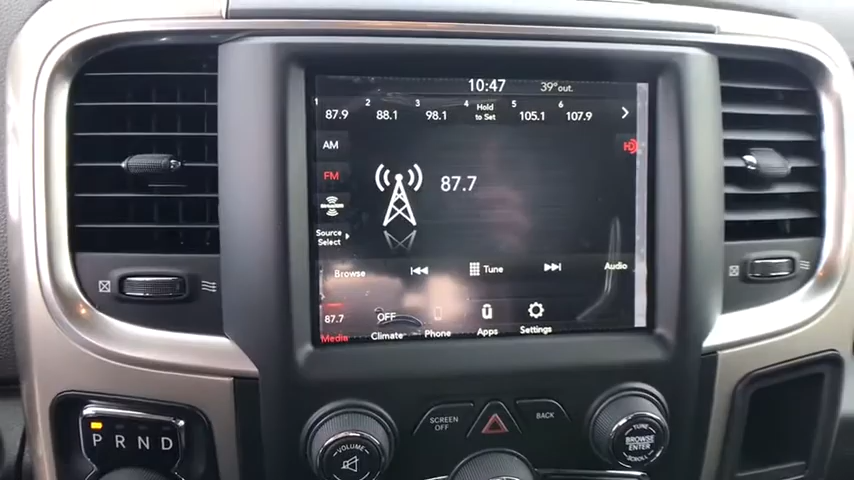 10:47 39° out.
1 87.9 2 88.1 3 98.1 4 Hold to Set 5 105.1 6 107.9
AM
HD
FM
87.7
SiriusXM
Source
Select
Browse Tune Audio
87.7 OFF
Media Climate Phone Apps Settings
SCREEN
OFF
BACK
TUNE
BROWSE
ENTER
SCROLL
VOLUME
P R N D